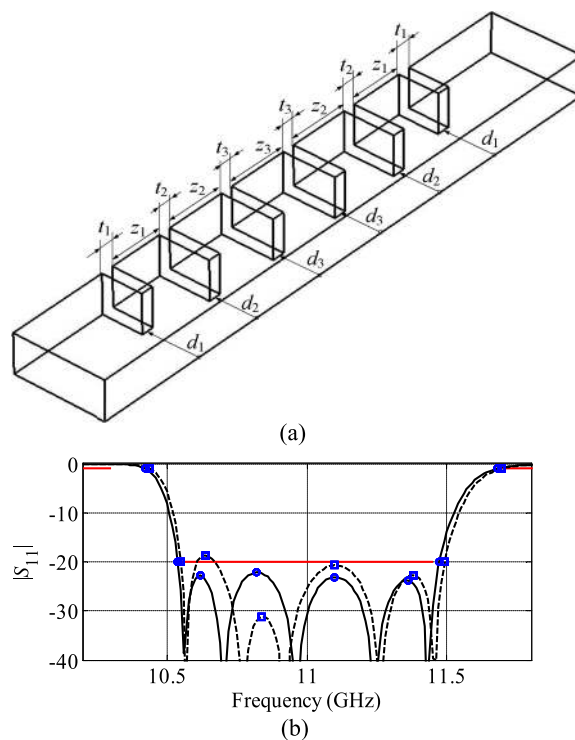 t1
z1
t2
z2
t3
z3
t3
z2
t2
z1
t1
d1
d2
d3
d3
d2
d1
(a)
|S11|
0
-10
-20
-30
-40
10.5
11
11.5
Frequency (GHz)
(b)